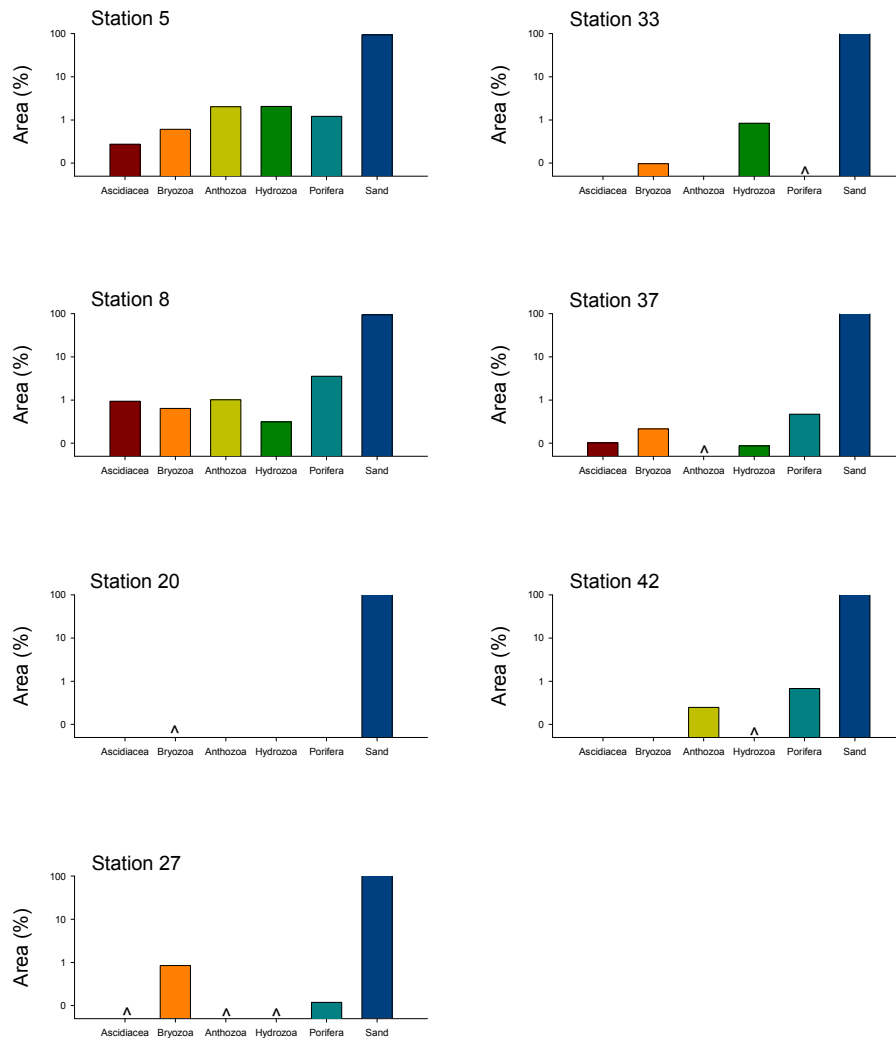 Station 5
Area (%)
100
10
1
0
Ascidiacea Bryozoa Anthozoa Hydrozoa Porifera Sand
Station 33
Area (%)
100
10
1
0
^
Ascidiacea Bryozoa Anthozoa Hydrozoa Porifera Sand
Station 8
Area (%)
100
10
1
0
Ascidiacea Bryozoa Anthozoa Hydrozoa Porifera Sand
Station 37
Area (%)
100
10
1
0
^
Ascidiacea Bryozoa Anthozoa Hydrozoa Porifera Sand
Station 20
Area (%)
100
10
1
0
^
Ascidiacea Bryozoa Anthozoa Hydrozoa Porifera Sand
Station 42
Area (%)
100
10
1
0
^
Ascidiacea Bryozoa Anthozoa Hydrozoa Porifera Sand
Station 27
Area (%)
100
10
1
0
^ ^ ^
Ascidiacea Bryozoa Anthozoa Hydrozoa Porifera Sand